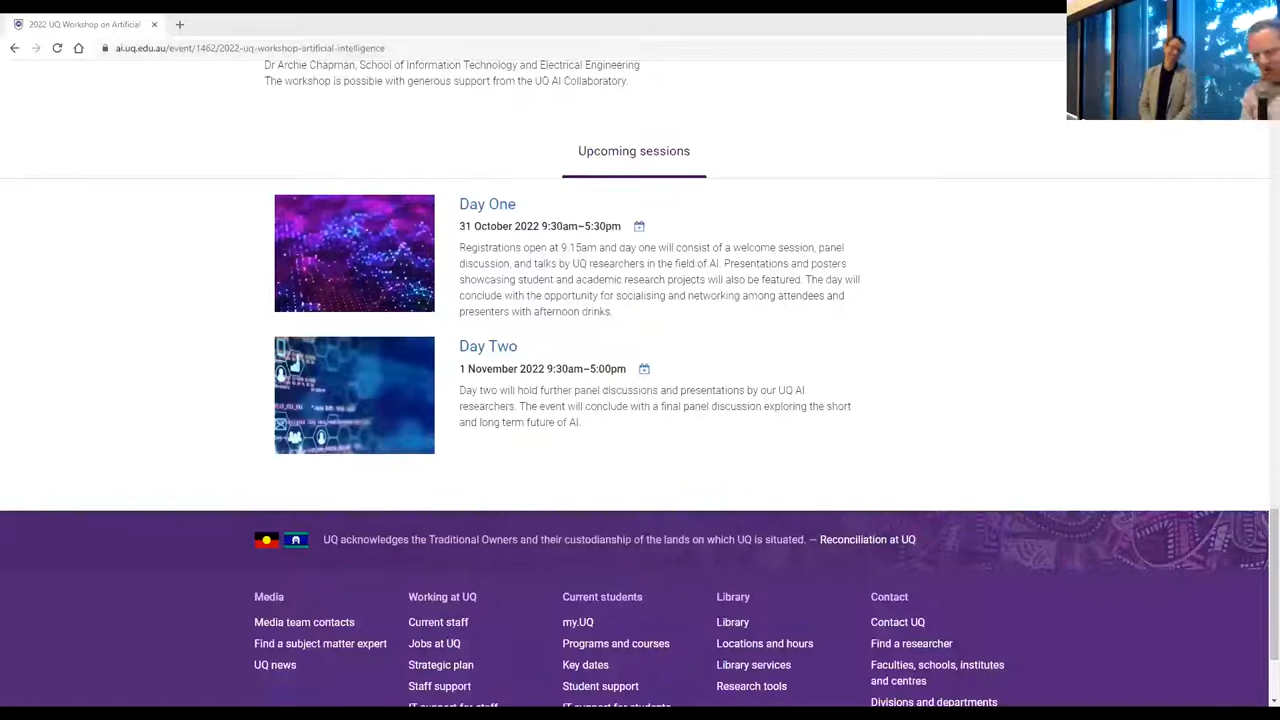 2022 UQ Workshop on Artificial
ai.uq.edu.au/event/1462/2022-uq-workshop-artificial-intelligence
Dr Archie Chapman, School of Information Technology and Electrical Engineering
The workshop is possible with generous support from the UQ AI Collaboratory.
Upcoming sessions
Day One
31 October 2022 9:30am–5:30pm
Registrations open at 9.15am and day one will consist of a welcome session, panel
discussion, and talks by UQ researchers in the field of AI. Presentations and posters
showcasing student and academic research projects will also be featured. The day will
conclude with the opportunity for socialising and networking among attendees and
presenters with afternoon drinks.
Day Two
1 November 2022 9:30am–5:00pm
Day two will hold further panel discussions and presentations by our UQ AI
researchers. The event will conclude with a final panel discussion exploring the short
and long term future of AI.
UQ acknowledges the Traditional Owners and their custodianship of the lands on which UQ is situated. — Reconciliation at UQ
Media
Working at UQ
Current students
Library
Contact
Media team contacts
Current staff
my.UQ
Library
Contact UQ
Find a subject matter expert
Jobs at UQ
Programs and courses
Locations and hours
Find a researcher
UQ news
Strategic plan
Key dates
Library services
Faculties, schools, institutes
and centres
Staff support
Student support
Research tools
Divisions and departments
IT support for staff
IT support for students